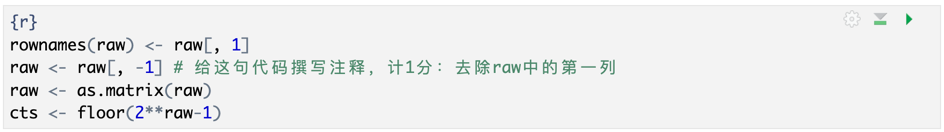 {r}
rownames(raw) <- raw[, 1]
raw <- raw[, -1] # 给这句代码撰写注释, 计1分: 去除raw中的第一列
raw <- as.matrix(raw)
cts <- floor(2**raw-1)